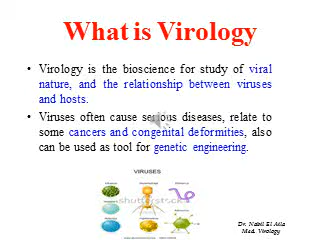 What is Virology
• Virology is the bioscience for study of viral
nature, and the relationship between viruses
and hosts.
• Viruses often cause serious diseases, relate to
some cancers and congenital deformities, also
can be used as tool for genetic engineering.
VIRUSES
shutterstock
Dr. Nabil El Aila
Med. Virology